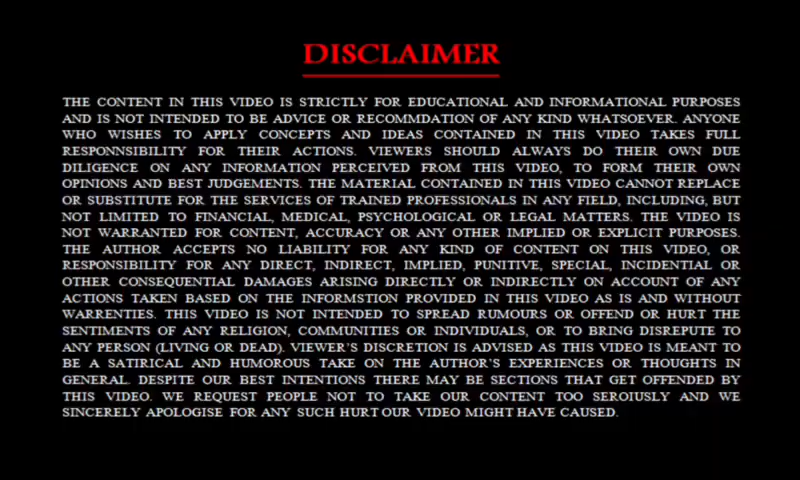 DISCLAIMER
THE CONTENT IN THIS VIDEO IS STRICTLY FOR EDUCATIONAL AND INFORMATIONAL PURPOSES
AND IS NOT INTENDED TO BE ADVICE OR RECOMMDATION OF ANY KIND WHATSOEVER. ANYONE
WHO WISHES TO APPLY CONCEPTS AND IDEAS CONTAINED IN THIS VIDEO TAKES FULL
RESPONNSIBILITY FOR THEIR ACTIONS. VIEWERS SHOULD ALWAYS DO THEIR OWN DUE
DILIGENCE ON ANY INFORMATION PERCEIVED FROM THIS VIDEO, TO FORM THEIR OWN
OPINIONS AND BEST JUDGEMENTS. THE MATERIAL CONTAINED IN THIS VIDEO CANNOT REPLACE
OR SUBSTITUTE FOR THE SERVICES OF TRAINED PROFESSIONALS IN ANY FIELD, INCLUDING, BUT
NOT LIMITED TO FINANCIAL, MEDICAL, PSYCHOLOGICAL OR LEGAL MATTERS. THE VIDEO IS
NOT WARRANTED FOR CONTENT, ACCURACY OR ANY OTHER IMPLIED OR EXPLICIT PURPOSES.
THE AUTHOR ACCEPTS NO LIABILITY FOR ANY KIND OF CONTENT ON THIS VIDEO, OR
RESPONSIBILITY FOR ANY DIRECT, INDIRECT, IMPLIED, PUNITIVE, SPECIAL, INCIDENTAL OR
OTHER CONSEQUENTIAL DAMAGES ARISING DIRECTLY OR INDIRECTLY ON ACCOUNT OF ANY
ACTIONS TAKEN BASED ON THE INFORMSTION PROVIDED IN THIS VIDEO AS IS AND WITHOUT
WARRENTIES. THIS VIDEO IS NOT INTENDED TO SPREAD RUMOURS OR OFFEND OR HURT THE
SENTIMENTS OF ANY RELIGION, COMMUNITIES OR INDIVIDUALS, OR TO BRING DISREPUTE TO
ANY PERSON (LIVING OR DEAD). VIEWER'S DISCRETION IS ADVISED AS THIS VIDEO IS MEANT TO
BE A SATIRICAL AND HUMOROUS TAKE ON THE AUTHOR'S EXPERIENCES OR THOUGHTS IN
GENERAL. DESPITE OUR BEST INTENTIONS THERE MAY BE SECTIONS THAT GET OFFENDED BY
THIS VIDEO. WE REQUEST PEOPLE NOT TO TAKE OUR CONTENT TOO SERIOUSLY AND WE
SINCERELY APOLOGISE FOR ANY SUCH HURT OUR VIDEO MIGHT HAVE CAUSED.